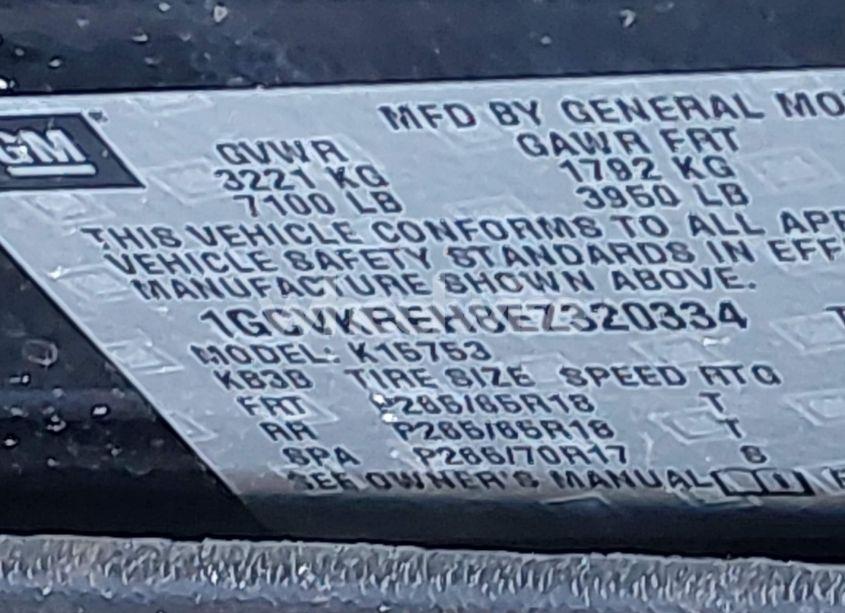 GM
MFD BY GENERAL MO
GVWR GAWR FRT
3221 KG 1792 KG
7100 LB 3950 LB
THIS VEHICLE CONFORMS TO ALL APP
VEHICLE SAFETY STANDARDS IN EFF
MANUFACTURE SHOWN ABOVE.
1GCVKREH8EZ320334 T
MODEL: K15753
KB3B TIRE SIZE SPEED RTG
FRT P265/65R18 T
RR P265/65R18 T
SPA P265/70R17 S
SEE OWNER'S MANUAL